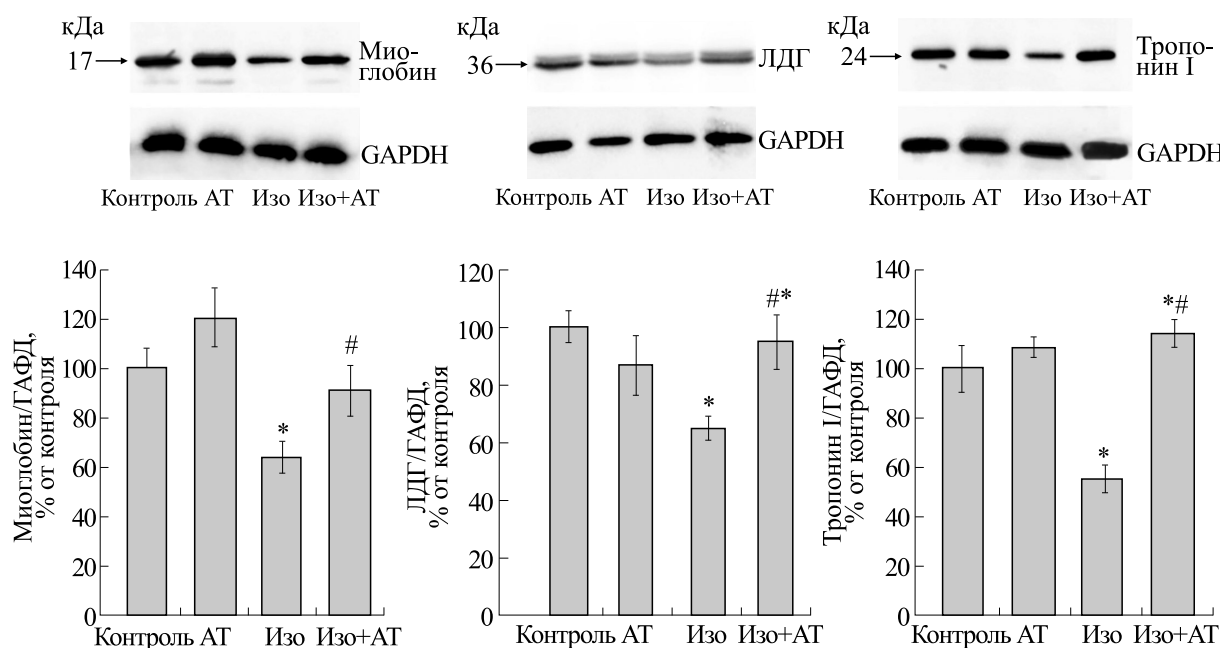 кДа
17
Мио-
глобин
GAPDH
Контроль АТ Изо Изо+АТ
кДа
36
ЛДГ
GAPDH
Контроль АТ Изо Изо+АТ
кДа
24
Тропо-
нин I
GAPDH
Контроль АТ Изо Изо+АТ
Миоглобин/ГАФД,
% от контроля
140
120
100
80
60
40
20
0
*
#
Контроль АТ Изо Изо+АТ
ЛДГ/ГАФД,
% от контроля
120
100
80
60
40
20
0
*
#*
Контроль АТ Изо Изо+АТ
Тропонин I/ГАФД,
% от контроля
140
120
100
80
60
40
20
0
*
*#
Контроль АТ Изо Изо+АТ